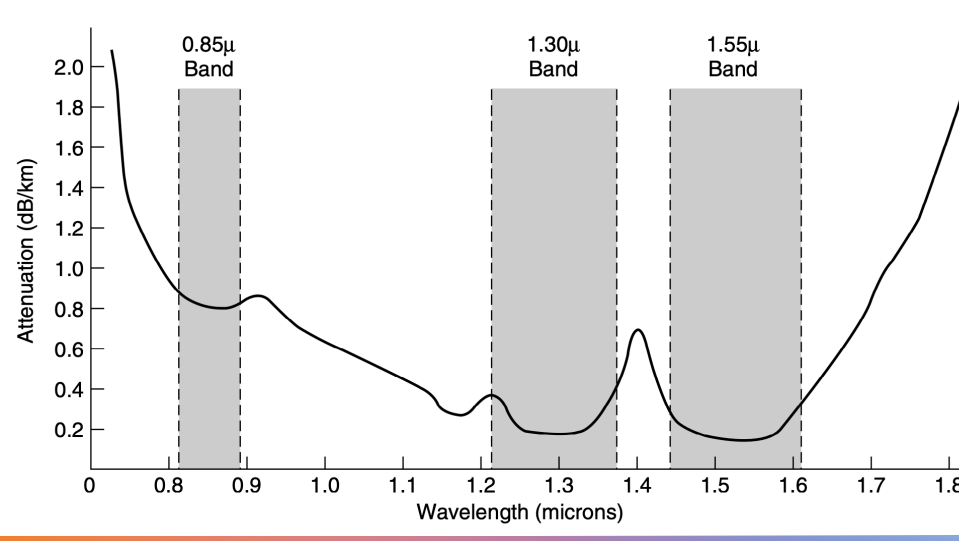 0.85μ
Band
1.30μ
Band
1.55μ
Band
2.0
1.8
1.6
1.4
1.2
1.0
0.8
0.6
0.4
0.2
Attenuation (dB/km)
0 0.8 0.9 1.0 1.1 1.2 1.3 1.4 1.5 1.6 1.7 1.8
Wavelength (microns)